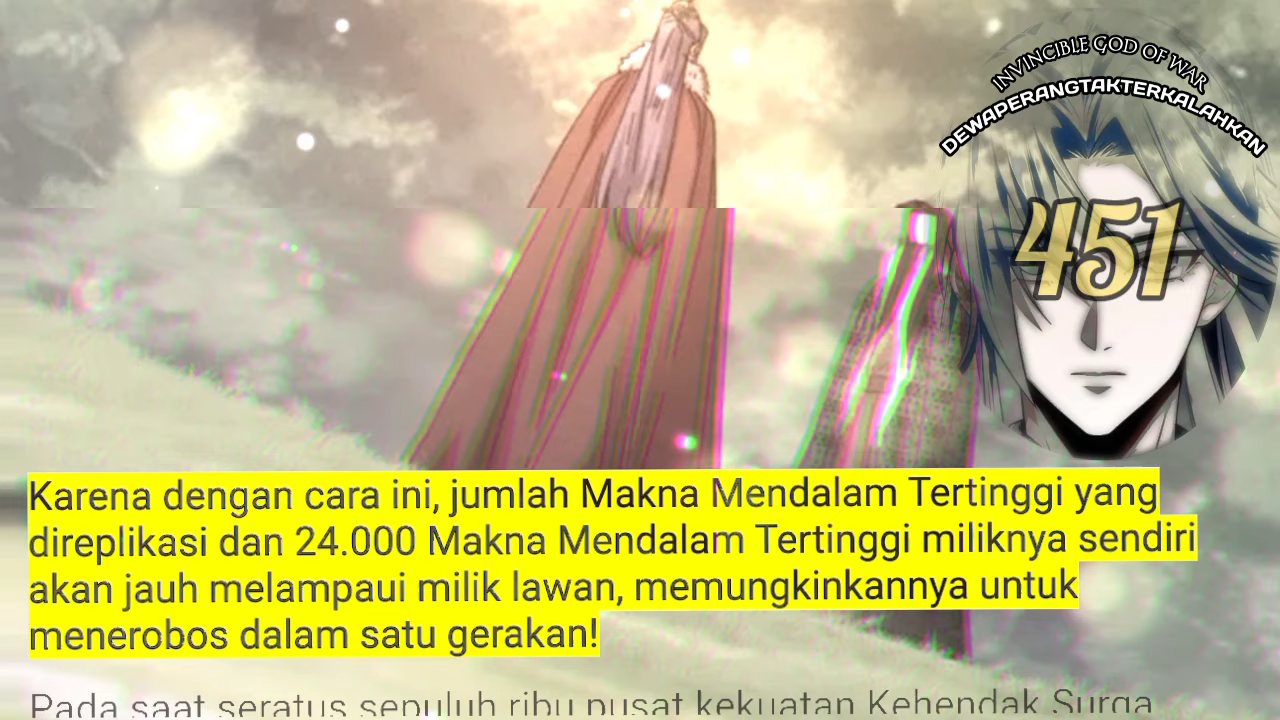 INVINCIBLE GOD OF WAR
DEWAPERANGTAKTERKALAHKAN
451
Karena dengan cara ini, jumlah Makna Mendalam Tertinggi yang
direplikasi dan 24.000 Makna Mendalam Tertinggi miliknya sendiri
akan jauh melampaui milik lawan, memungkinkannya untuk
menerobos dalam satu gerakan!
Pada saat seratus sepuluh ribu pusat kekuatan Kehendak Surga